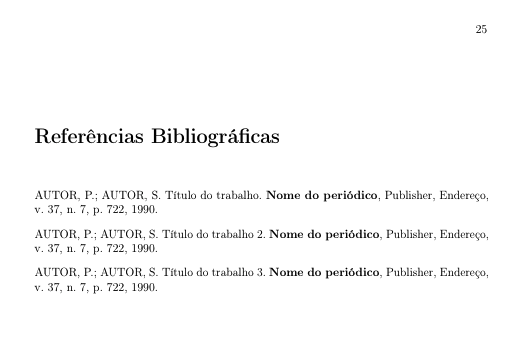 25
Referências Bibliográficas
AUTOR, P.; AUTOR, S. Título do trabalho. Nome do periódico, Publisher, Endereço,
v. 37, n. 7, p. 722, 1990.
AUTOR, P.; AUTOR, S. Título do trabalho 2. Nome do periódico, Publisher, Endereço,
v. 37, n. 7, p. 722, 1990.
AUTOR, P.; AUTOR, S. Título do trabalho 3. Nome do periódico, Publisher, Endereço,
v. 37, n. 7, p. 722, 1990.